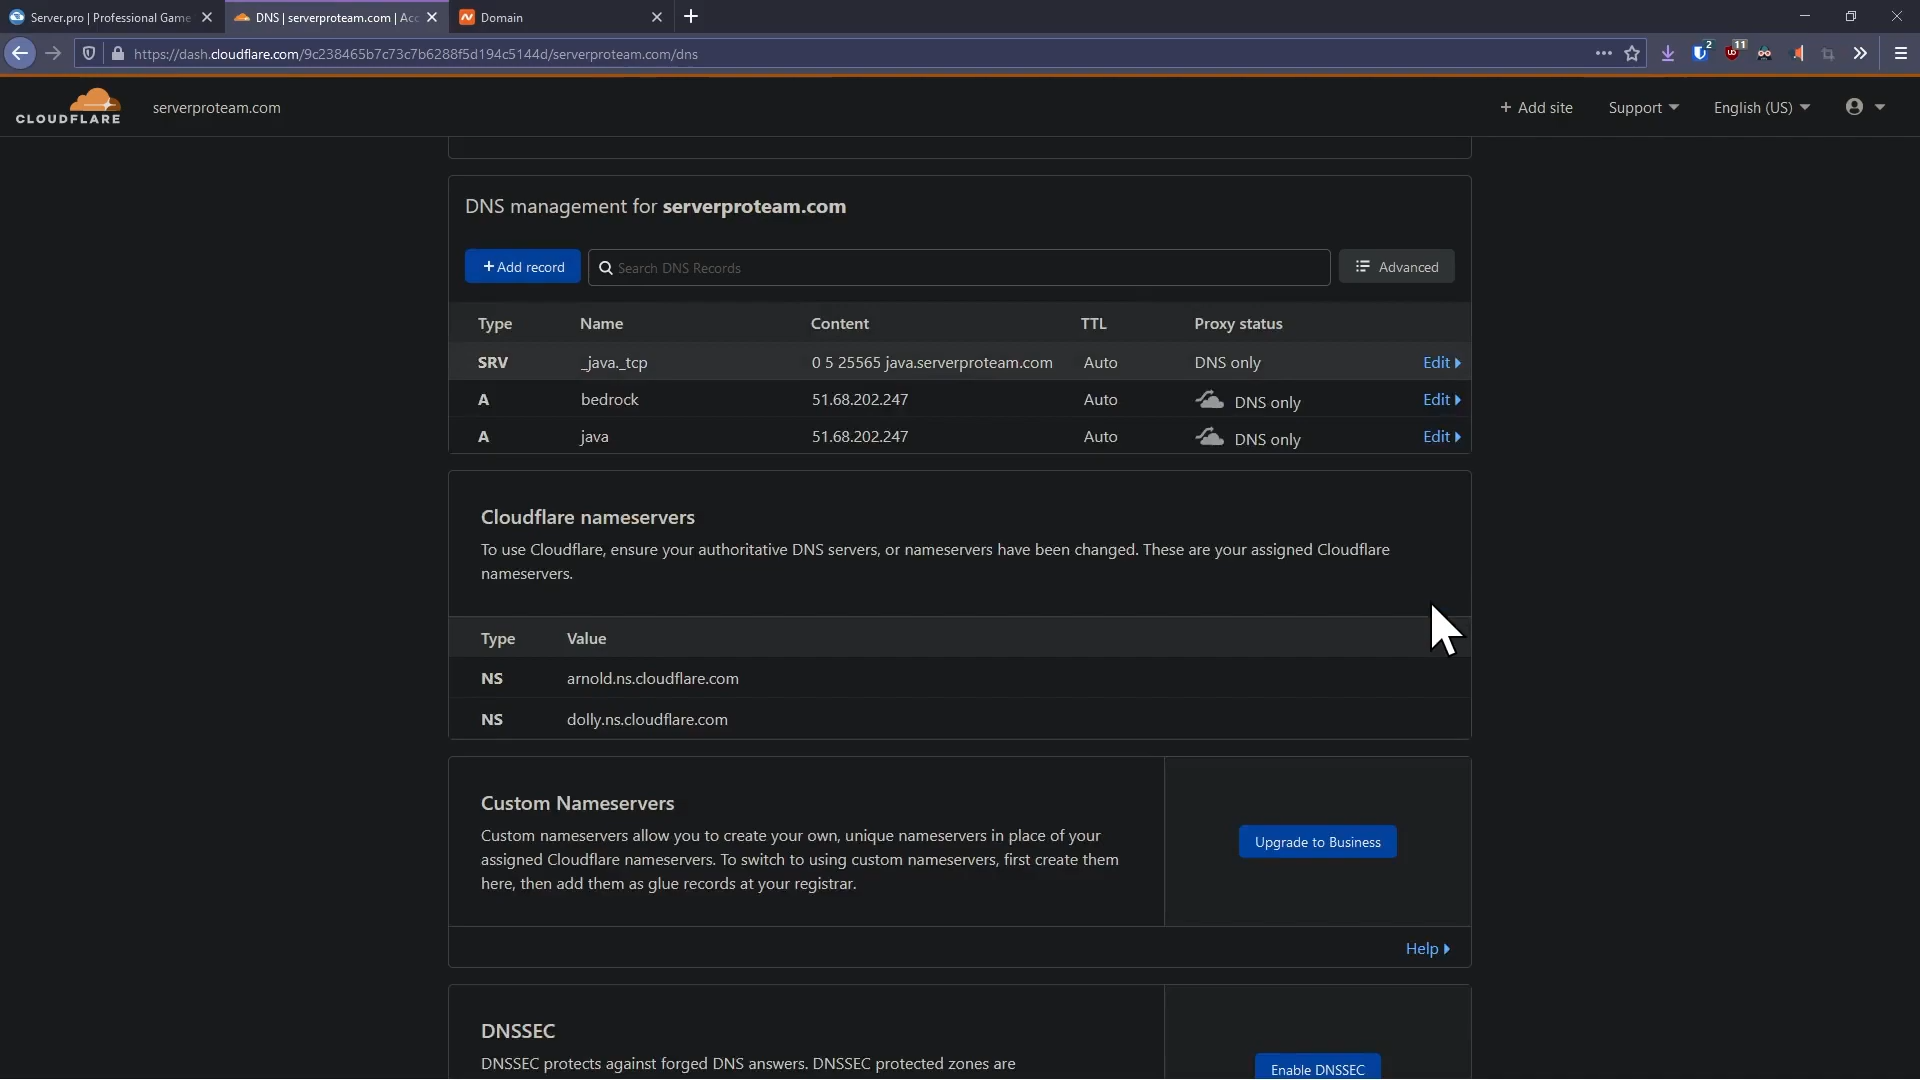 Server.pro | Professional Game
DNS | serverproteam.com | Acc
Domain
https://dash.cloudflare.com/9c238465b7c73c7b6288f5d194c5144d/serverproteam.com/dns
2
11
CLOUDFLARE
serverproteam.com
+ Add site
Support
English (US)
DNS management for serverproteam.com
+ Add record
Search DNS Records
Advanced
Type Name Content TTL Proxy status
SRV _java._tcp 0 5 25565 java.serverproteam.com Auto DNS only Edit
A bedrock 51.68.202.247 Auto DNS only Edit
A java 51.68.202.247 Auto DNS only Edit
Cloudflare nameservers
To use Cloudflare, ensure your authoritative DNS servers, or nameservers have been changed. These are your assigned Cloudflare
nameservers.
Type Value
NS arnold.ns.cloudflare.com
NS dolly.ns.cloudflare.com
Custom Nameservers
Custom nameservers allow you to create your own, unique nameservers in place of your
assigned Cloudflare nameservers. To switch to using custom nameservers, first create them
here, then add them as glue records at your registrar.
Upgrade to Business
Help
DNSSEC
DNSSEC protects against forged DNS answers. DNSSEC protected zones are
Enable DNSSEC